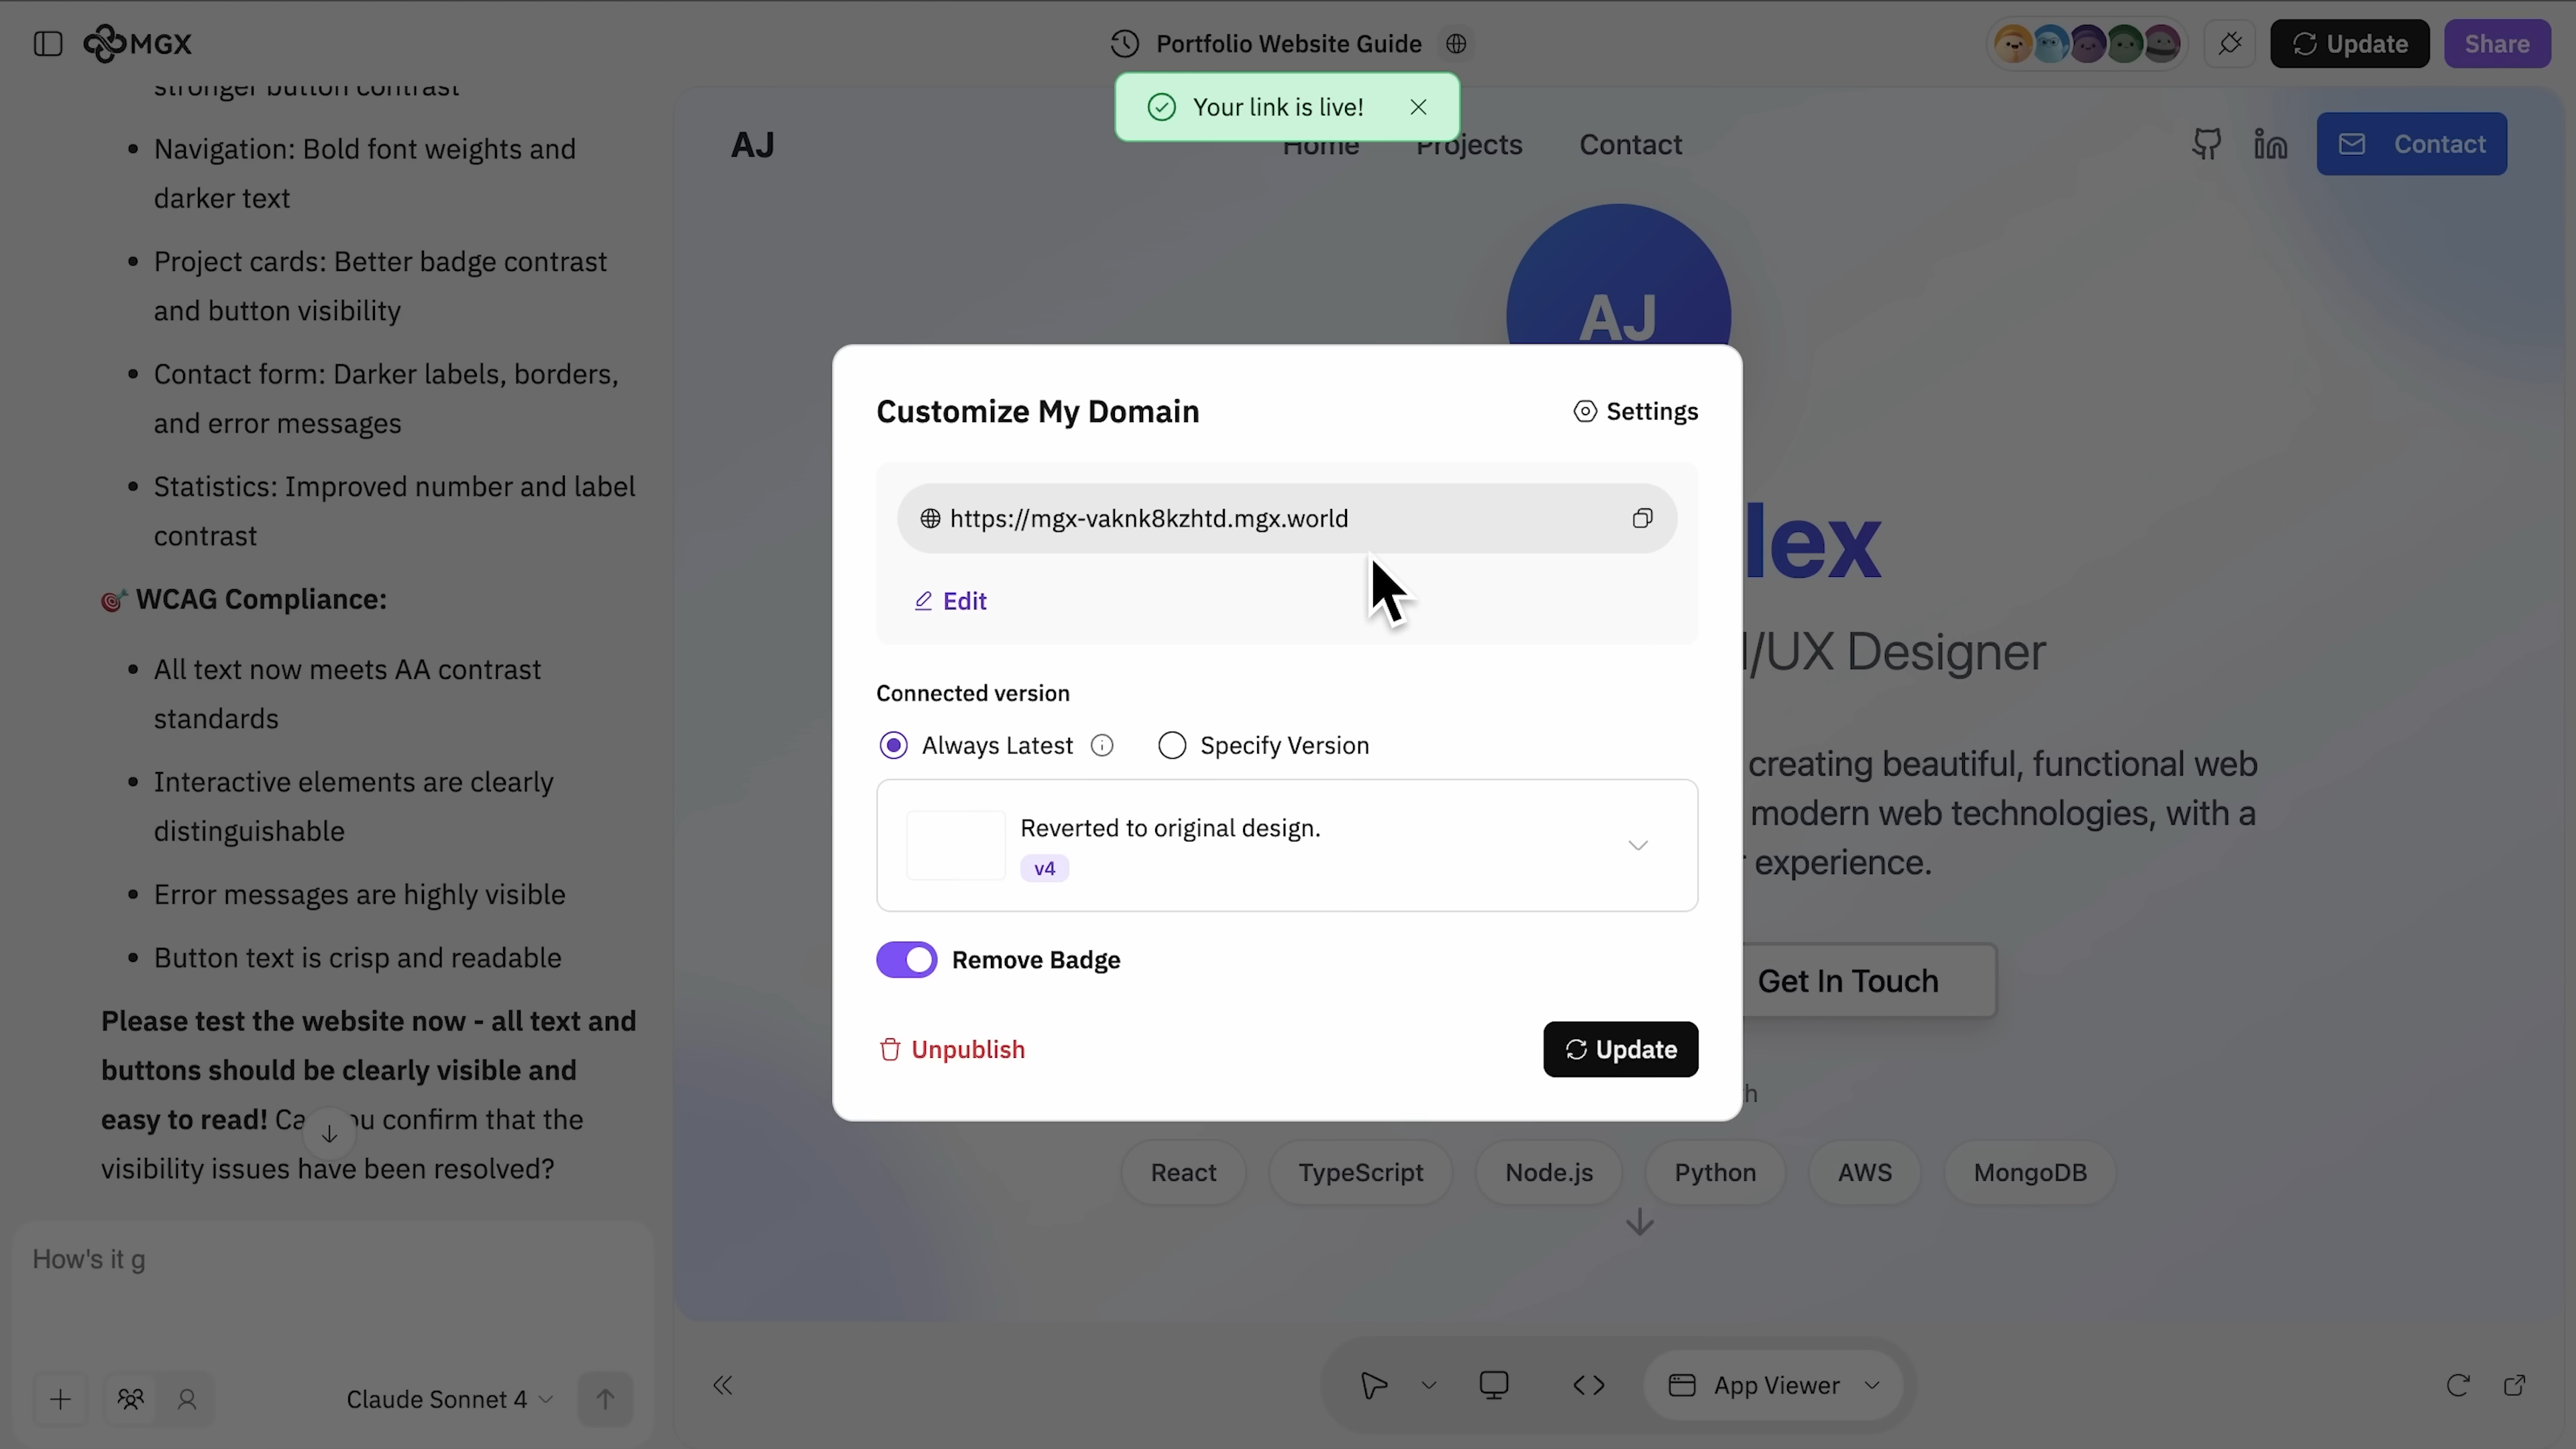 MGX
Portfolio Website Guide
Update
Share
Your link is live!
stronger button contrast
Navigation: Bold font weights and
darker text
Project cards: Better badge contrast
and button visibility
Contact form: Darker labels, borders,
and error messages
Statistics: Improved number and label
contrast
🎯 WCAG Compliance:
All text now meets AA contrast
standards
Interactive elements are clearly
distinguishable
Error messages are highly visible
Button text is crisp and readable
Please test the website now - all text and
buttons should be clearly visible and
easy to read! Ca ou confirm that the
visibility issues have been resolved?
How's it g
Claude Sonnet 4
AJ
Home
Projects
Contact
Contact
AJ
lex
I/UX Designer
creating beautiful, functional web
modern web technologies, with a
experience.
Get In Touch
h
React
TypeScript
Node.js
Python
AWS
MongoDB
Customize My Domain
Settings
https://mgx-vaknk8kzhtd.mgx.world
Edit
Connected version
Always Latest
Specify Version
Reverted to original design.
v4
Remove Badge
Unpublish
Update
App Viewer